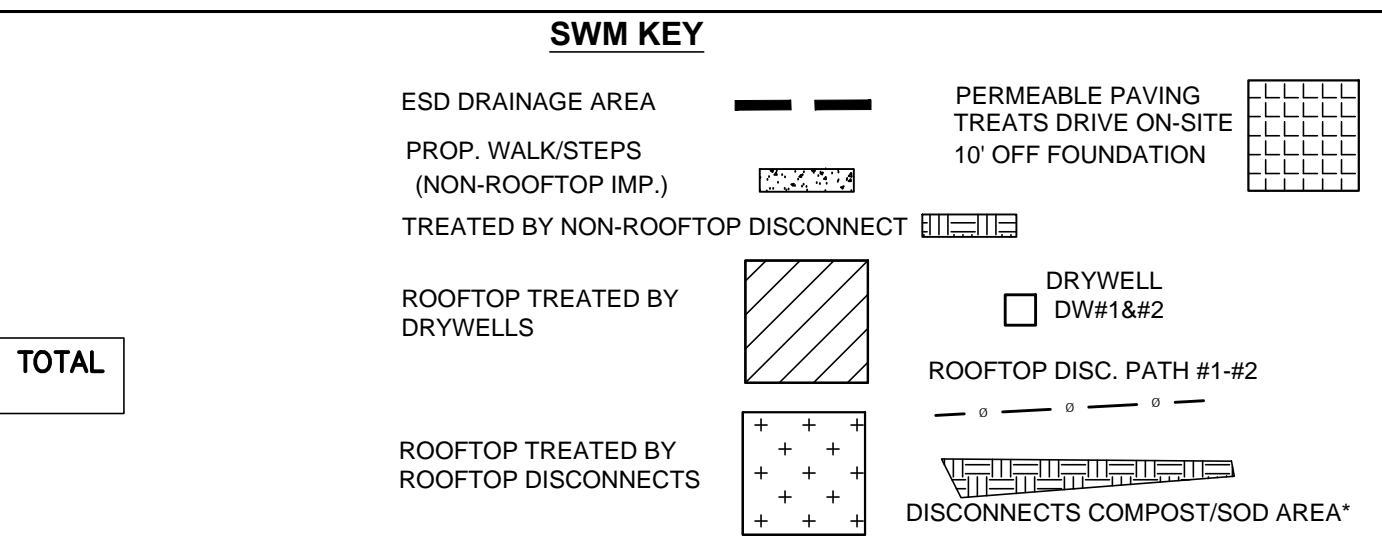 SWM KEY
ESD DRAINAGE AREA
PROP. WALK/STEPS
(NON-ROOFTOP IMP.)
PERMEABLE PAVING
TREATS DRIVE ON-SITE
10' OFF FOUNDATION
TREATED BY NON-ROOFTOP DISCONNECT
ROOFTOP TREATED BY
DRYWELLS
DRYWELL
DW#1&#2
TOTAL
ROOFTOP DISC. PATH #1-#2
Ø Ø Ø
ROOFTOP TREATED BY
ROOFTOP DISCONNECTS
DISCONNECTS COMPOST/SOD AREA*